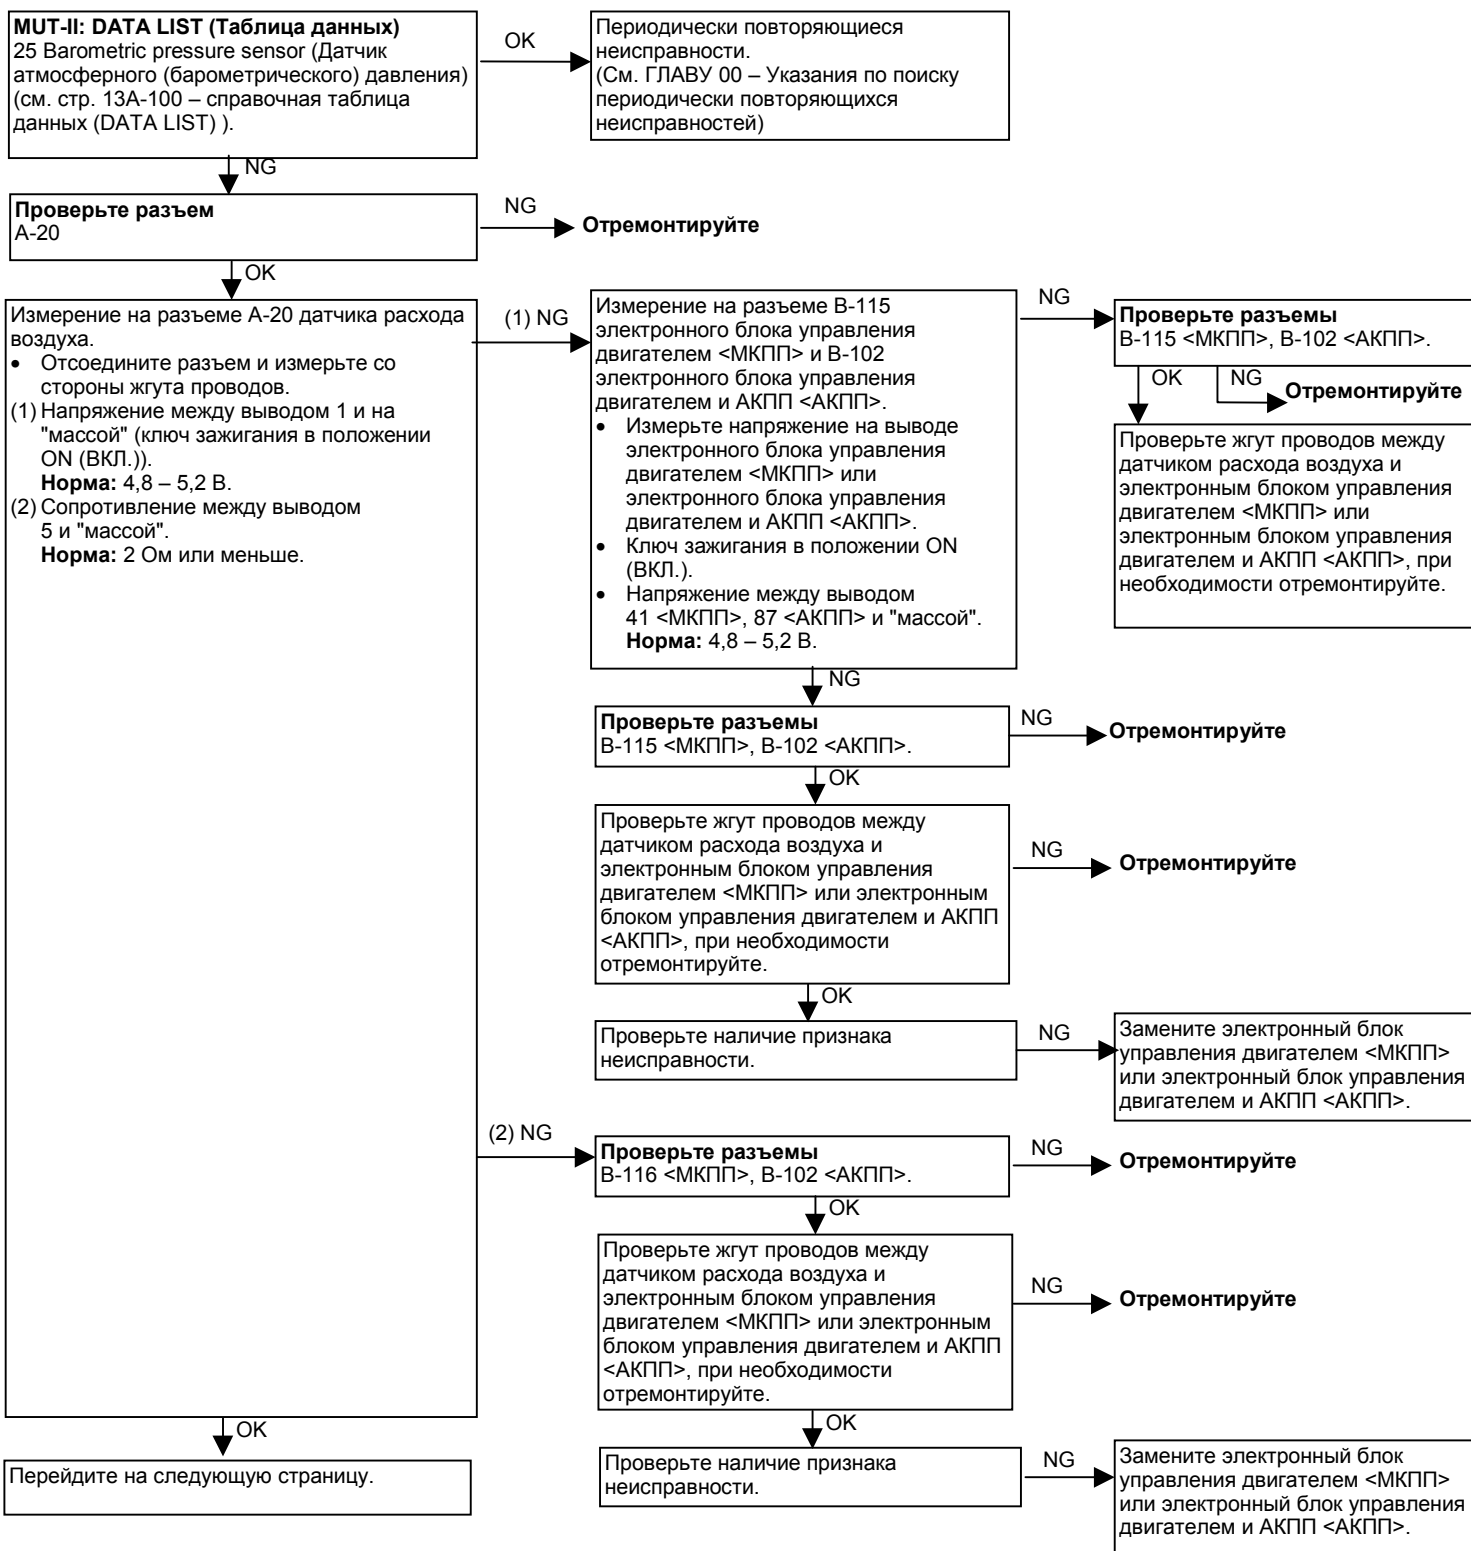 MUT-II: DATA LIST (Таблица данных)
25 Barometric pressure sensor (Датчик
атмосферного (барометрического) давления)
(см. стр. 13A-100 – справочная таблица
данных (DATA LIST) ).
OK
Периодически повторяющиеся
неисправности.
(См. ГЛАВУ 00 – Указания по поиску
периодически повторяющихся
неисправностей)
NG
Проверьте разъем
A-20
NG
Отремонтируйте
OK
Измерение на разъеме А-20 датчика расхода
воздуха.
• Отсоедините разъем и измерьте со
стороны жгута проводов.
(1) Напряжение между выводом 1 и на
"массой" (ключ зажигания в положении
ON (ВКЛ.)).
Норма: 4,8 – 5,2 В.
(2) Сопротивление между выводом
5 и "массой".
Норма: 2 Ом или меньше.
(1) NG
Измерение на разъеме В-115
электронного блока управления
двигателем <МКПП> и В-102
электронного блока управления
двигателем и АКПП <АКПП>.
• Измерьте напряжение на выводе
электронного блока управления
двигателем <МКПП> или
электронного блока управления
двигателем и АКПП <АКПП>.
• Ключ зажигания в положении ON
(ВКЛ.).
• Напряжение между выводом
41 <МКПП>, 87 <АКПП> и "массой".
Норма: 4,8 – 5,2 В.
NG
Проверьте разъемы
В-115 <МКПП>, В-102 <АКПП>.
OK
NG
Отремонтируйте
Проверьте жгут проводов между
датчиком расхода воздуха и
электронным блоком управления
двигателем <МКПП> или
электронным блоком управления
двигателем и АКПП <АКПП>, при
необходимости отремонтируйте.
NG
Проверьте разъемы
В-115 <МКПП>, В-102 <АКПП>.
NG
Отремонтируйте
OK
Проверьте жгут проводов между
датчиком расхода воздуха и
электронным блоком управления
двигателем <МКПП> или электронным
блоком управления двигателем и АКПП
<АКПП>, при необходимости
отремонтируйте.
NG
Отремонтируйте
OK
Проверьте наличие признака
неисправности.
NG
Замените электронный блок
управления двигателем <МКПП>
или электронный блок управления
двигателем и АКПП <АКПП>.
(2) NG
Проверьте разъемы
В-116 <МКПП>, В-102 <АКПП>.
NG
Отремонтируйте
OK
Проверьте жгут проводов между
датчиком расхода воздуха и
электронным блоком управления
двигателем <МКПП> или электронным
блоком управления двигателем и АКПП
<АКПП>, при необходимости
отремонтируйте.
NG
Отремонтируйте
OK
Проверьте наличие признака
неисправности.
NG
Замените электронный блок
управления двигателем <МКПП>
или электронный блок управления
двигателем и АКПП <АКПП>.
OK
Перейдите на следующую страницу.